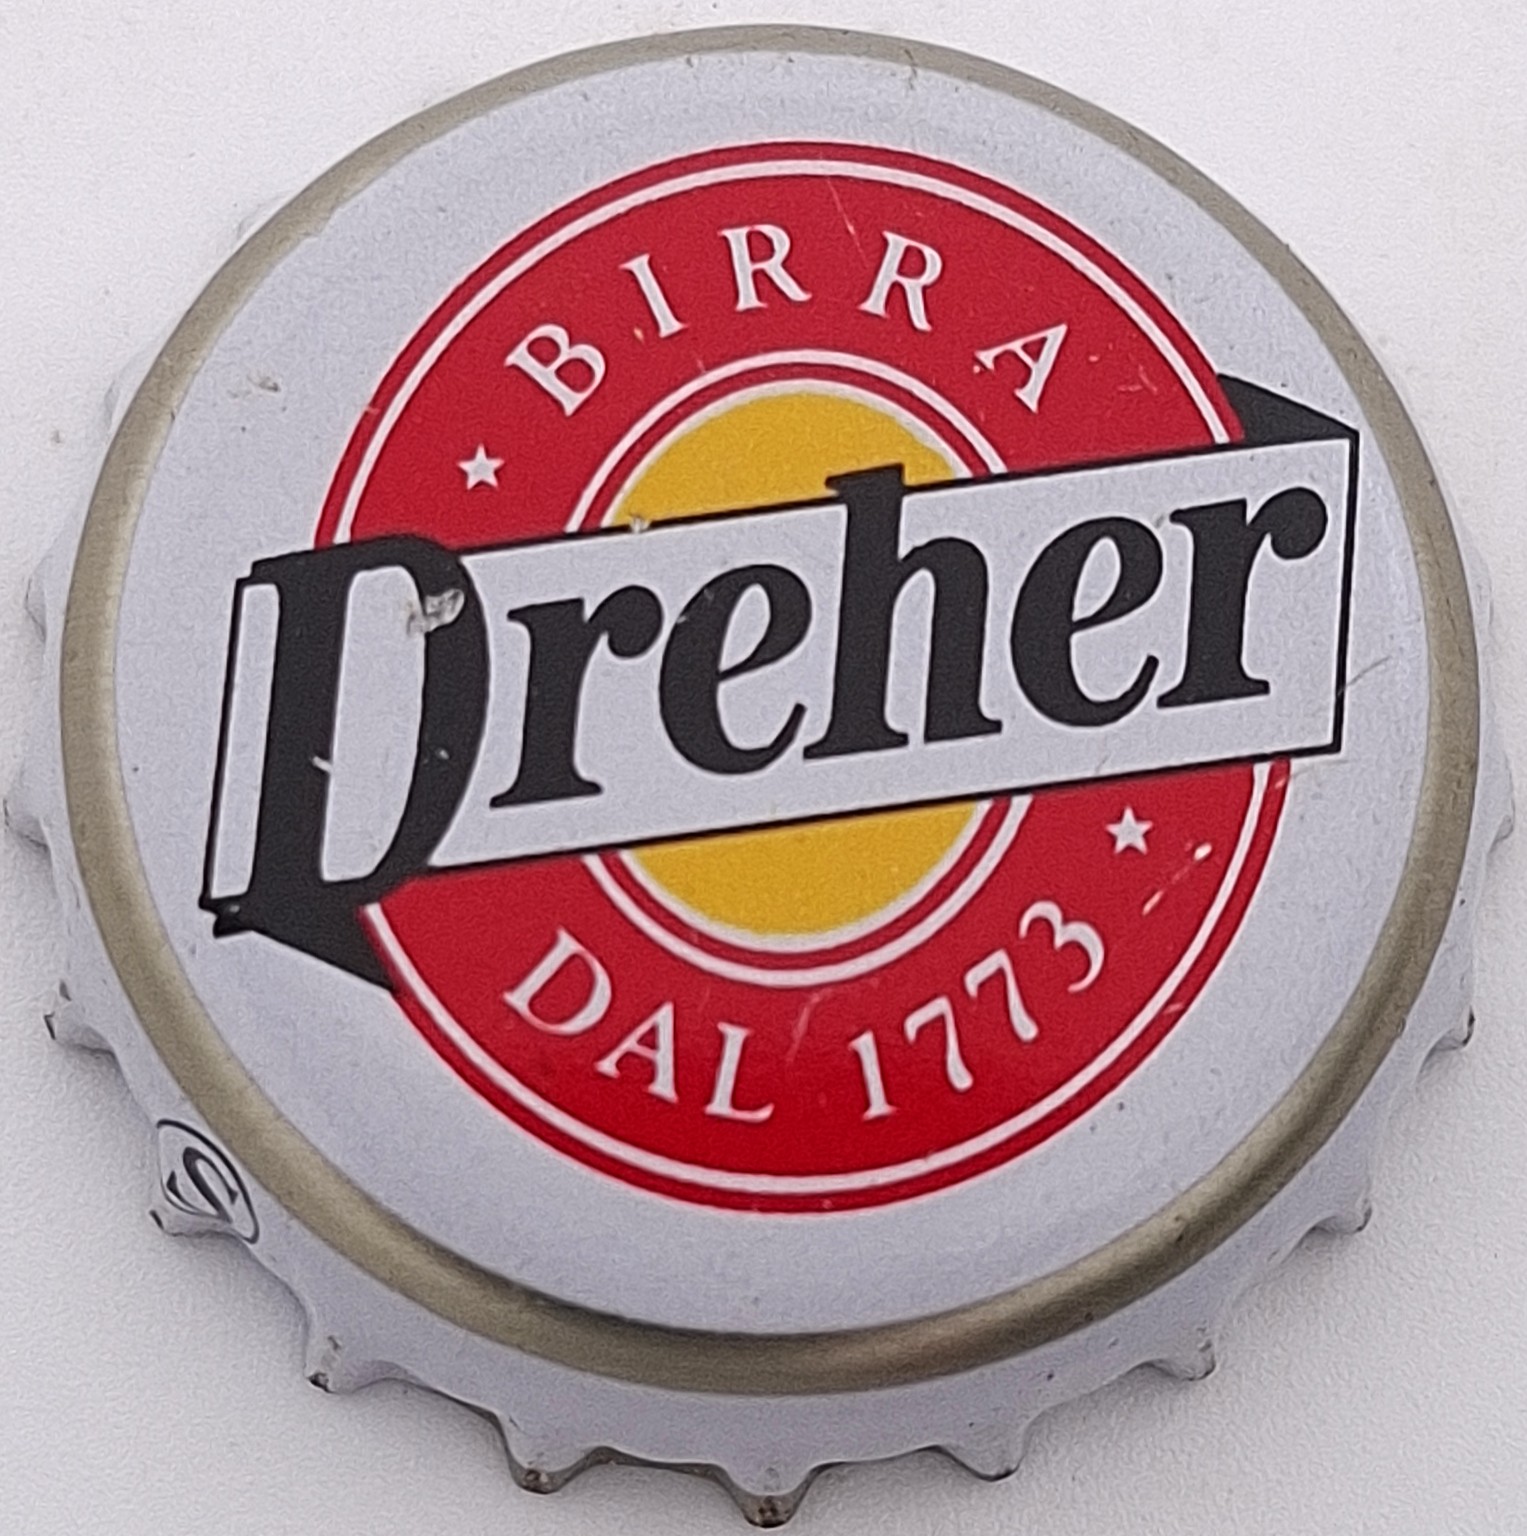 BIRRA
Dreher
DAL 1773
S